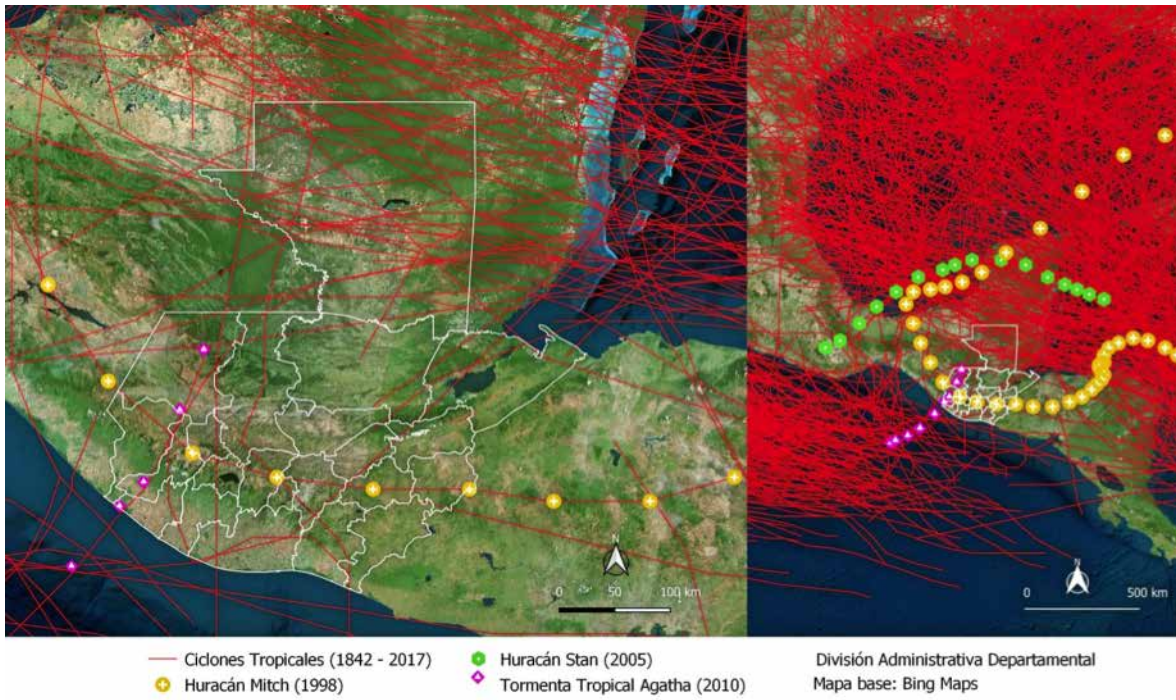 0 50 100 km
0 500 km
Ciclones Tropicales (1842 - 2017)
Huracán Stan (2005)
División Administrativa Departamental
Huracán Mitch (1998)
Tormenta Tropical Agatha (2010)
Mapa base: Bing Maps